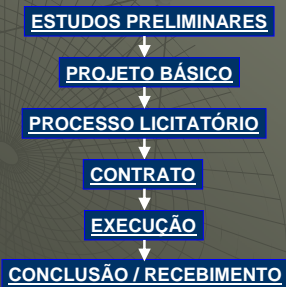 ESTUDOS PRELIMINARES
PROJETO BÁSICO
PROCESSO LICITATÓRIO
CONTRATO
EXECUÇÃO
CONCLUSÃO / RECEBIMENTO